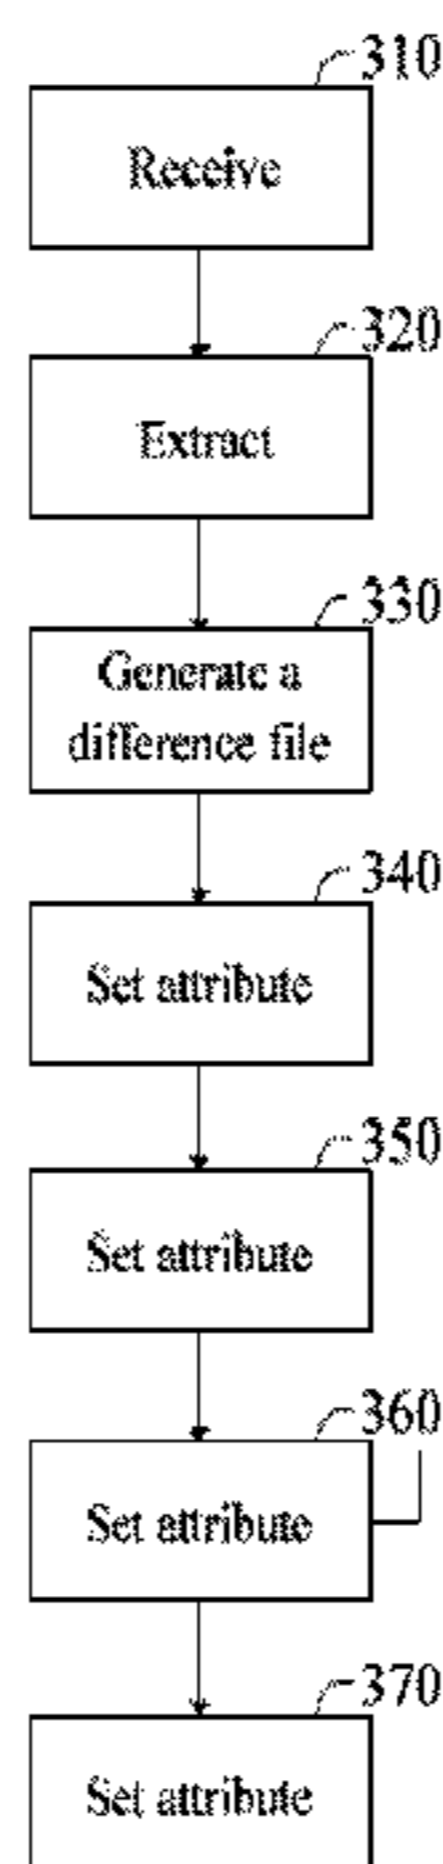 310
Receive
320
Extract
330
Generate a
difference file
340
Set attribute
350
Set attribute
360
Set attribute
370
Set attribute